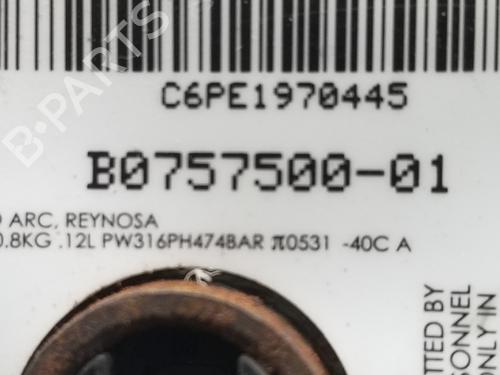 C6PE1970445
B0757500-01
ARC, REYNOSA
0.8KG .12L PW316PH474BAR π0531 -40C A
TTED BY
SONNEL
ONLY IN
B-PARTS